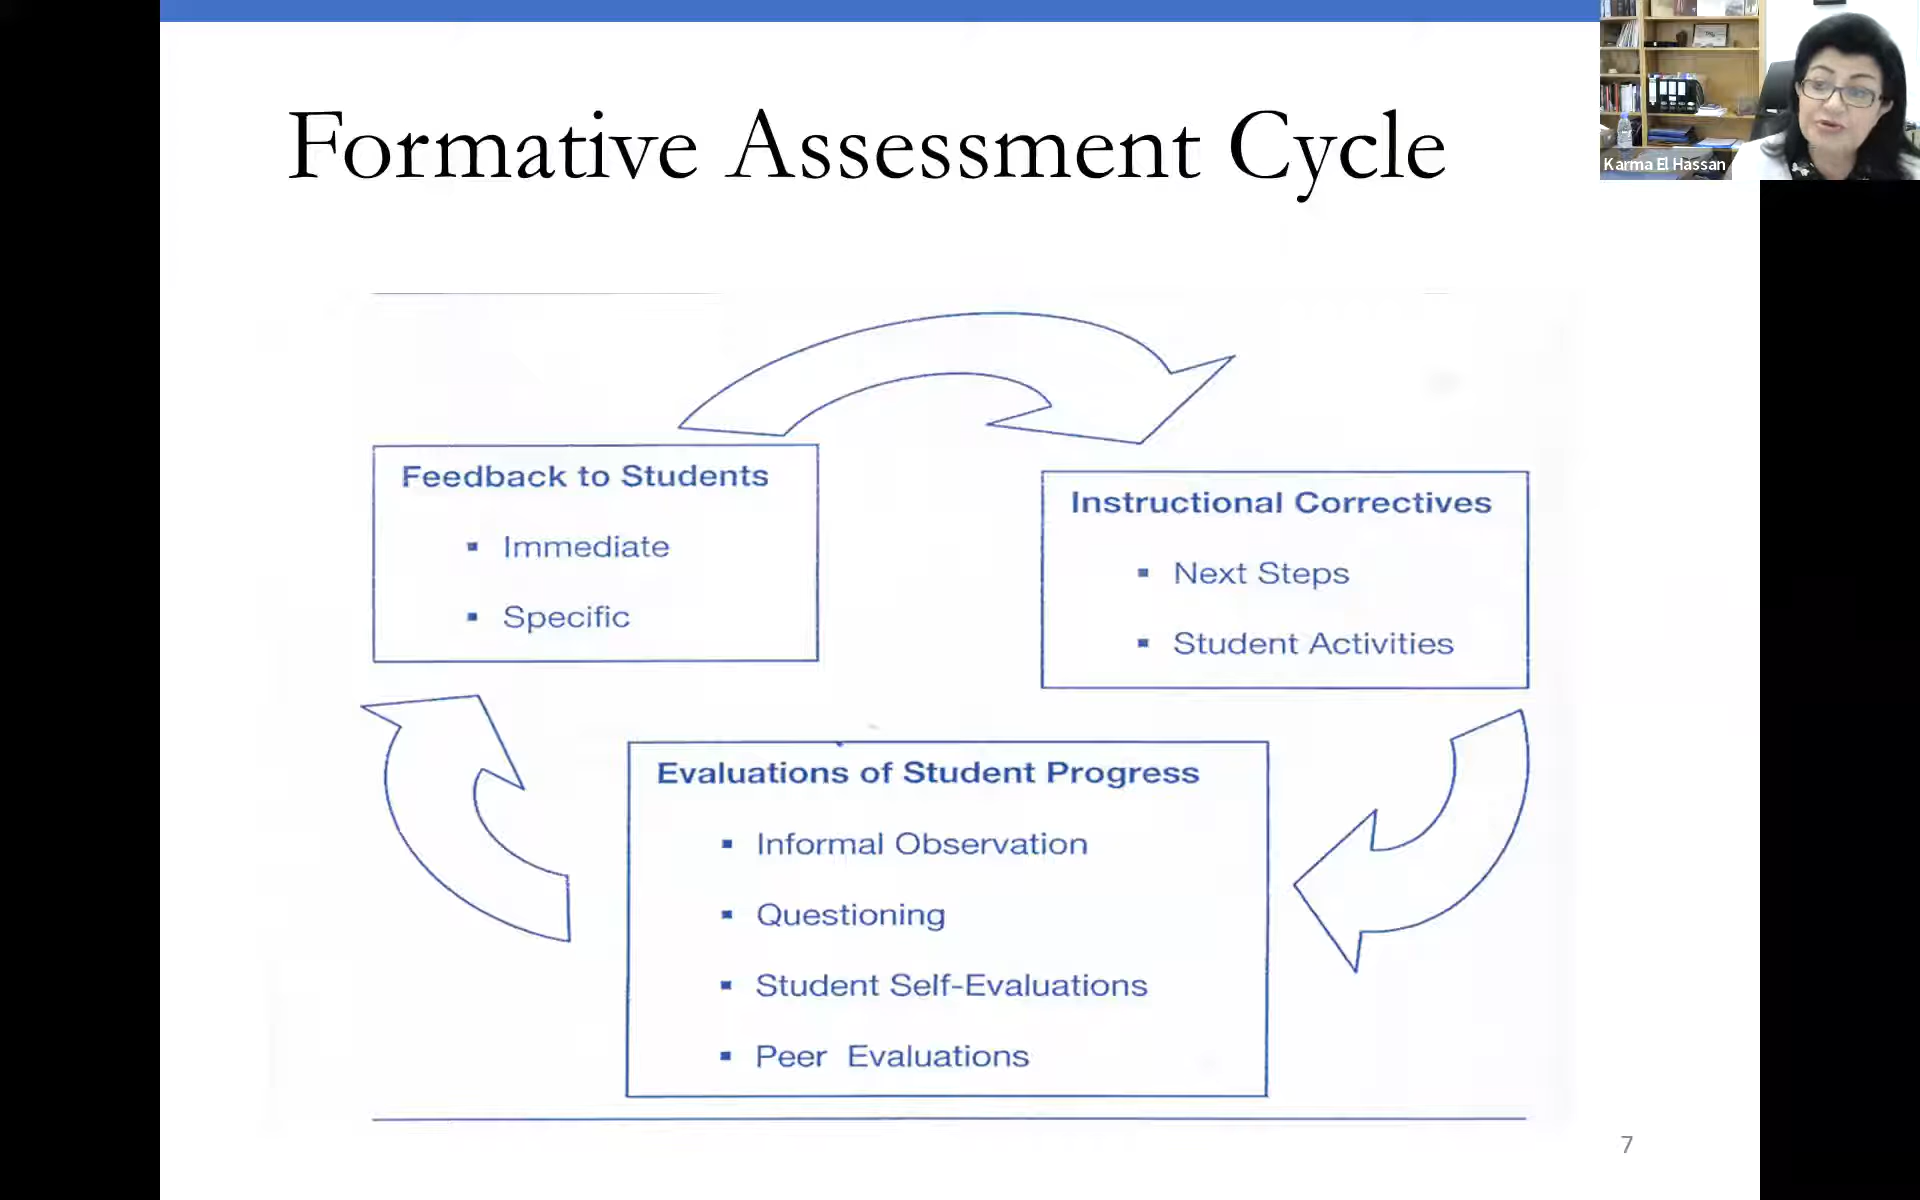 Formative Assessment Cycle
Karma El Hassan
Feedback to Students
▪ Immediate
▪ Specific
Instructional Correctives
▪ Next Steps
▪ Student Activities
Evaluations of Student Progress
▪ Informal Observation
▪ Questioning
▪ Student Self-Evaluations
▪ Peer Evaluations
7